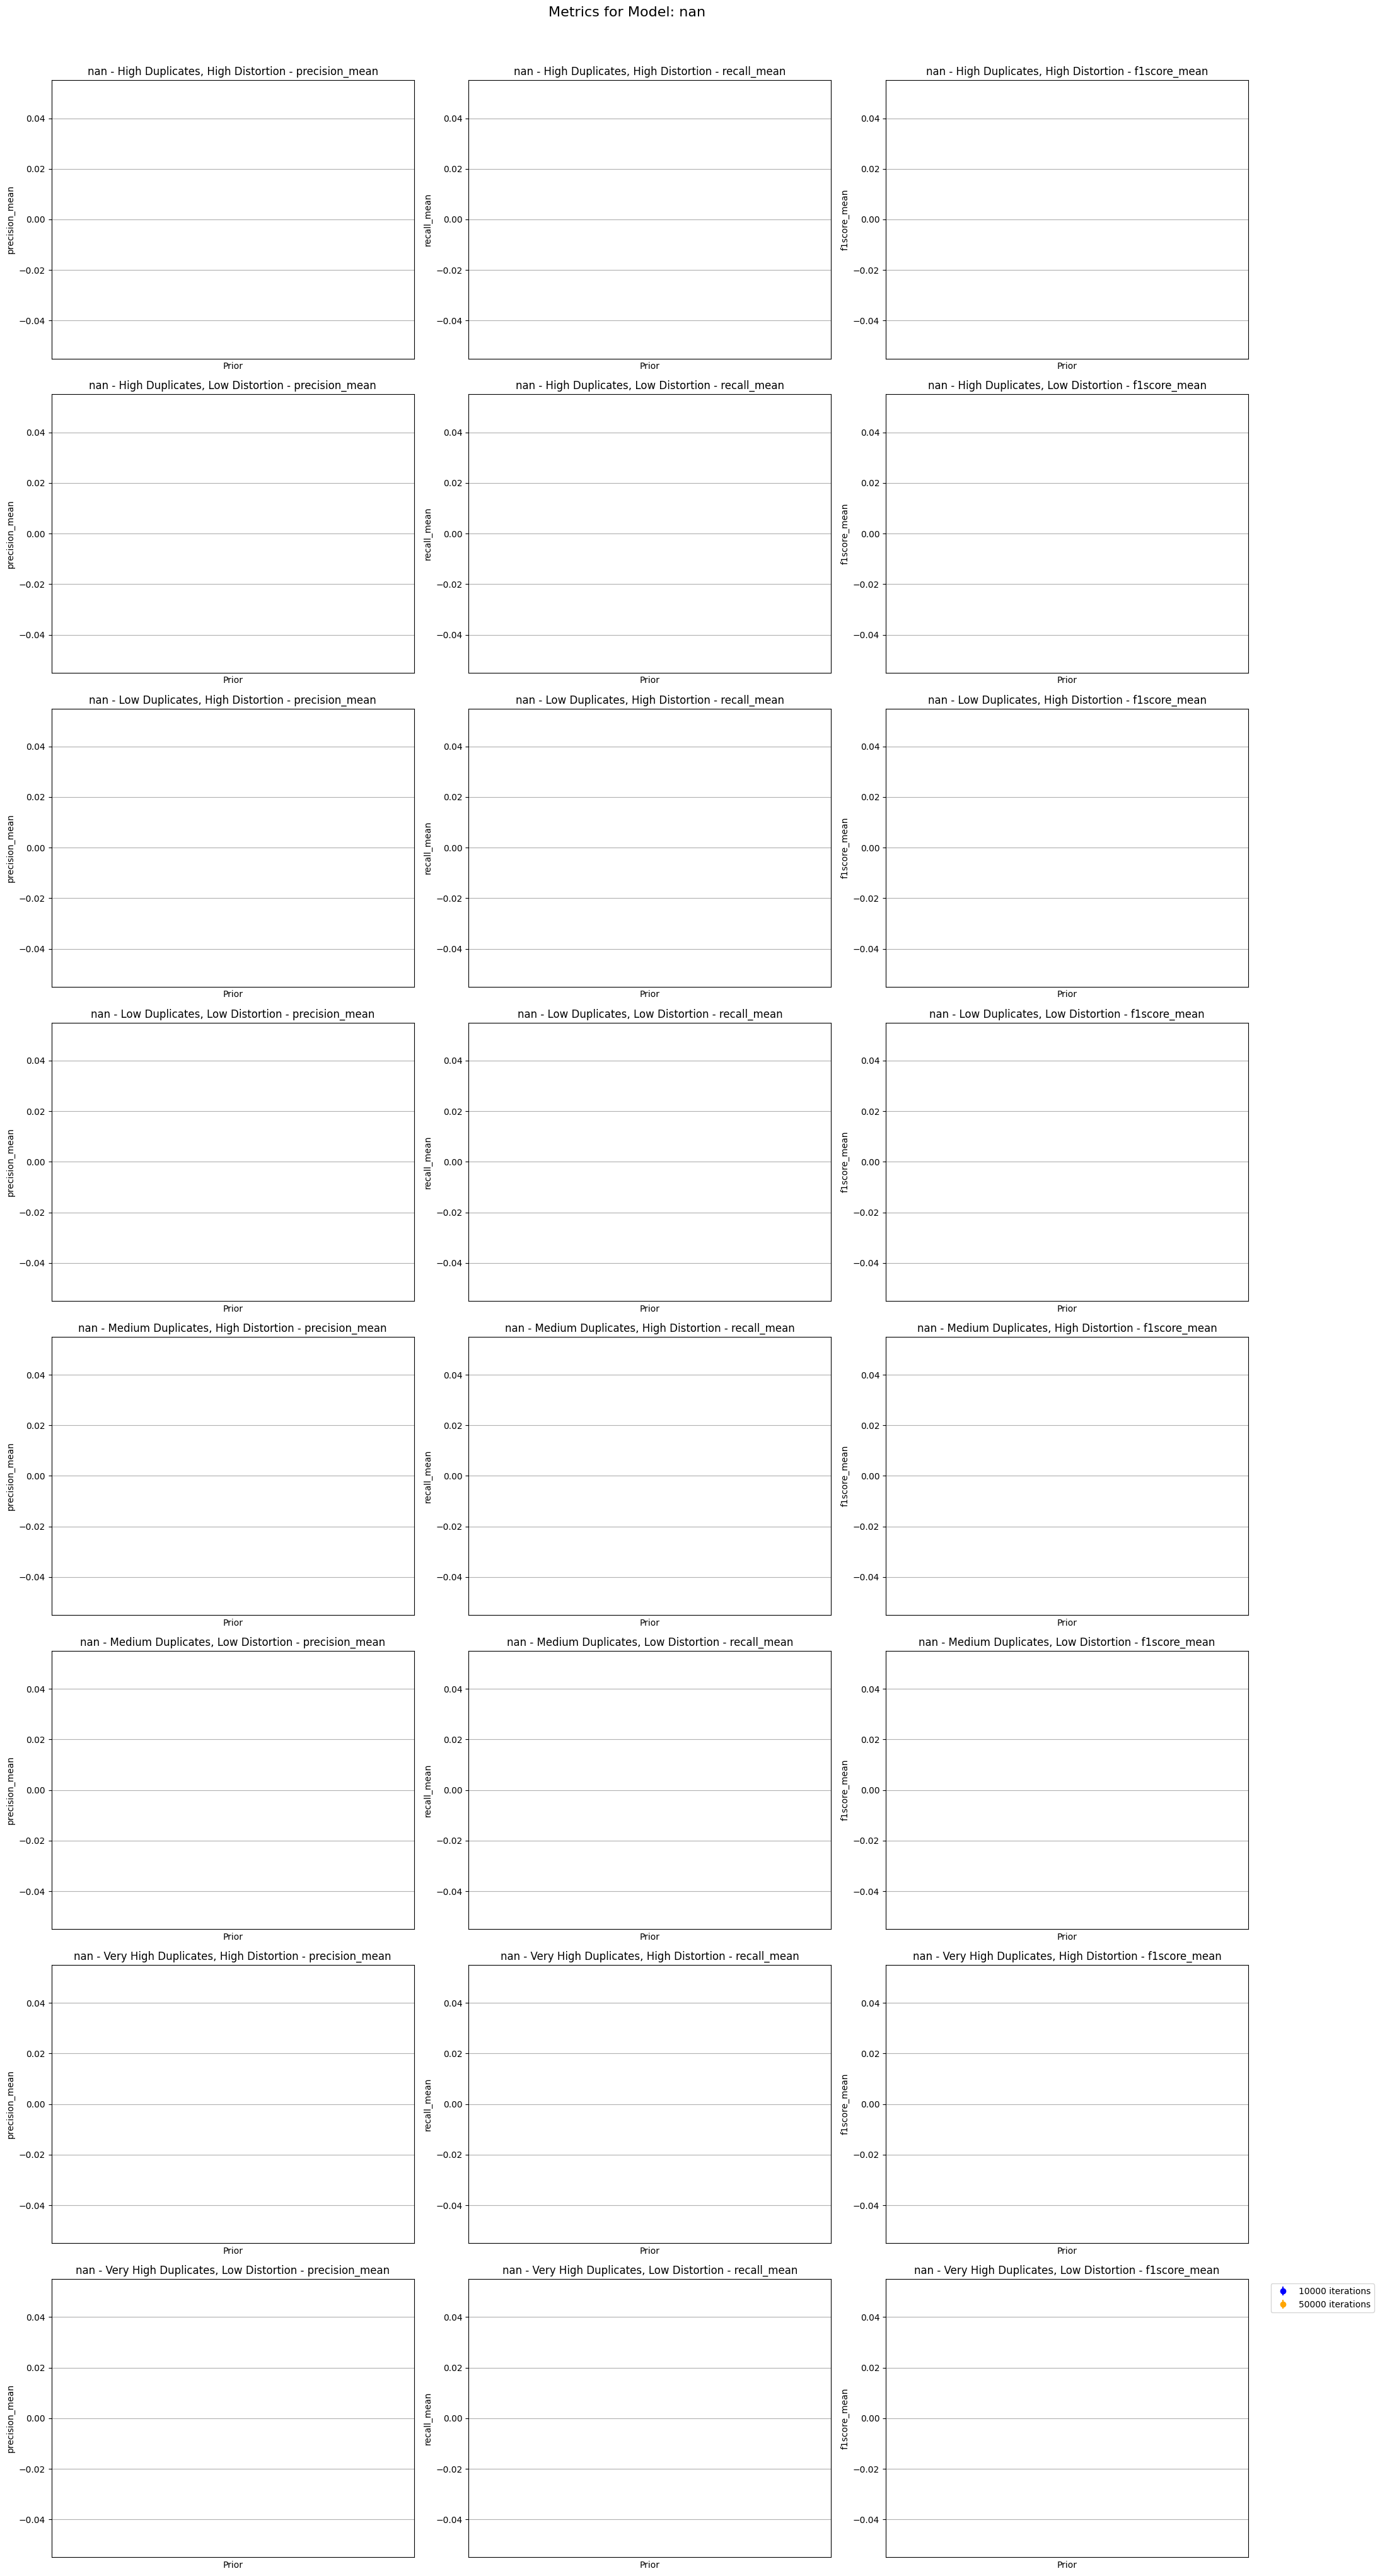 Metrics for Model: nan
nan - High Duplicates, High Distortion - precision_mean
0.04
0.02
0.00
−0.02
−0.04
precision_mean
Prior
nan - High Duplicates, High Distortion - recall_mean
0.04
0.02
0.00
−0.02
−0.04
recall_mean
Prior
nan - High Duplicates, High Distortion - f1score_mean
0.04
0.02
0.00
−0.02
−0.04
f1score_mean
Prior
nan - High Duplicates, Low Distortion - precision_mean
0.04
0.02
0.00
−0.02
−0.04
precision_mean
Prior
nan - High Duplicates, Low Distortion - recall_mean
0.04
0.02
0.00
−0.02
−0.04
recall_mean
Prior
nan - High Duplicates, Low Distortion - f1score_mean
0.04
0.02
0.00
−0.02
−0.04
f1score_mean
Prior
nan - Low Duplicates, High Distortion - precision_mean
0.04
0.02
0.00
−0.02
−0.04
precision_mean
Prior
nan - Low Duplicates, High Distortion - recall_mean
0.04
0.02
0.00
−0.02
−0.04
recall_mean
Prior
nan - Low Duplicates, High Distortion - f1score_mean
0.04
0.02
0.00
−0.02
−0.04
f1score_mean
Prior
nan - Low Duplicates, Low Distortion - precision_mean
0.04
0.02
0.00
−0.02
−0.04
precision_mean
Prior
nan - Low Duplicates, Low Distortion - recall_mean
0.04
0.02
0.00
−0.02
−0.04
recall_mean
Prior
nan - Low Duplicates, Low Distortion - f1score_mean
0.04
0.02
0.00
−0.02
−0.04
f1score_mean
Prior
nan - Medium Duplicates, High Distortion - precision_mean
0.04
0.02
0.00
−0.02
−0.04
precision_mean
Prior
nan - Medium Duplicates, High Distortion - recall_mean
0.04
0.02
0.00
−0.02
−0.04
recall_mean
Prior
nan - Medium Duplicates, High Distortion - f1score_mean
0.04
0.02
0.00
−0.02
−0.04
f1score_mean
Prior
nan - Medium Duplicates, Low Distortion - precision_mean
0.04
0.02
0.00
−0.02
−0.04
precision_mean
Prior
nan - Medium Duplicates, Low Distortion - recall_mean
0.04
0.02
0.00
−0.02
−0.04
recall_mean
Prior
nan - Medium Duplicates, Low Distortion - f1score_mean
0.04
0.02
0.00
−0.02
−0.04
f1score_mean
Prior
nan - Very High Duplicates, High Distortion - precision_mean
0.04
0.02
0.00
−0.02
−0.04
precision_mean
Prior
nan - Very High Duplicates, High Distortion - recall_mean
0.04
0.02
0.00
−0.02
−0.04
recall_mean
Prior
nan - Very High Duplicates, High Distortion - f1score_mean
0.04
0.02
0.00
−0.02
−0.04
f1score_mean
Prior
nan - Very High Duplicates, Low Distortion - precision_mean
0.04
0.02
0.00
−0.02
−0.04
precision_mean
Prior
nan - Very High Duplicates, Low Distortion - recall_mean
0.04
0.02
0.00
−0.02
−0.04
recall_mean
Prior
nan - Very High Duplicates, Low Distortion - f1score_mean
0.04
0.02
0.00
−0.02
−0.04
f1score_mean
Prior
10000 iterations
50000 iterations